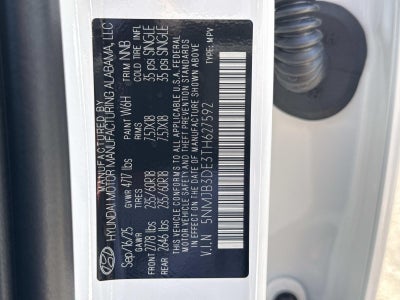 MANUFACTURED BY
HYUNDAI MOTOR MANUFACTURING ALABAMA, LLC
Sep/16/25 PAINT W6H TRIM NNB
GVWR 4717 lbs
GAWR RIMS COLD TIRE INFL
FRONT 2778 lbs 235/60R18 7.5JX18 35 psi SINGLE
REAR 2646 lbs 235/60R18 7.5JX18 35 psi SINGLE
THIS VEHICLE CONFORMS TO ALL APPLICABLE U.S.A. FEDERAL
MOTOR VEHICLE SAFETY AND THEFT PREVENTION STANDARDS
IN EFFECT ON THE DATE OF MANUFACTURE SHOWN ABOVE
V.I.N: 5NMJB3DE3TH627592 TYPE: MPV